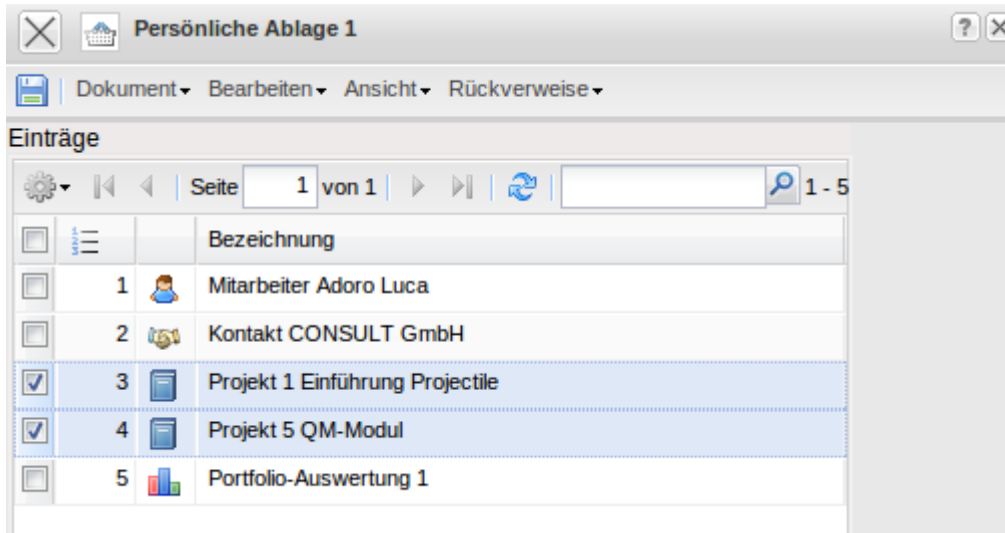 Persönliche Ablage 1 ?
Dokument Bearbeiten Ansicht Rückverweise
Einträge
Seite 1 von 1 1 - 5
Bezeichnung
1 Mitarbeiter Adoro Luca
2 Kontakt CONSULT GmbH
3 Projekt 1 Einführung Projectile
4 Projekt 5 QM-Modul
5 Portfolio-Auswertung 1